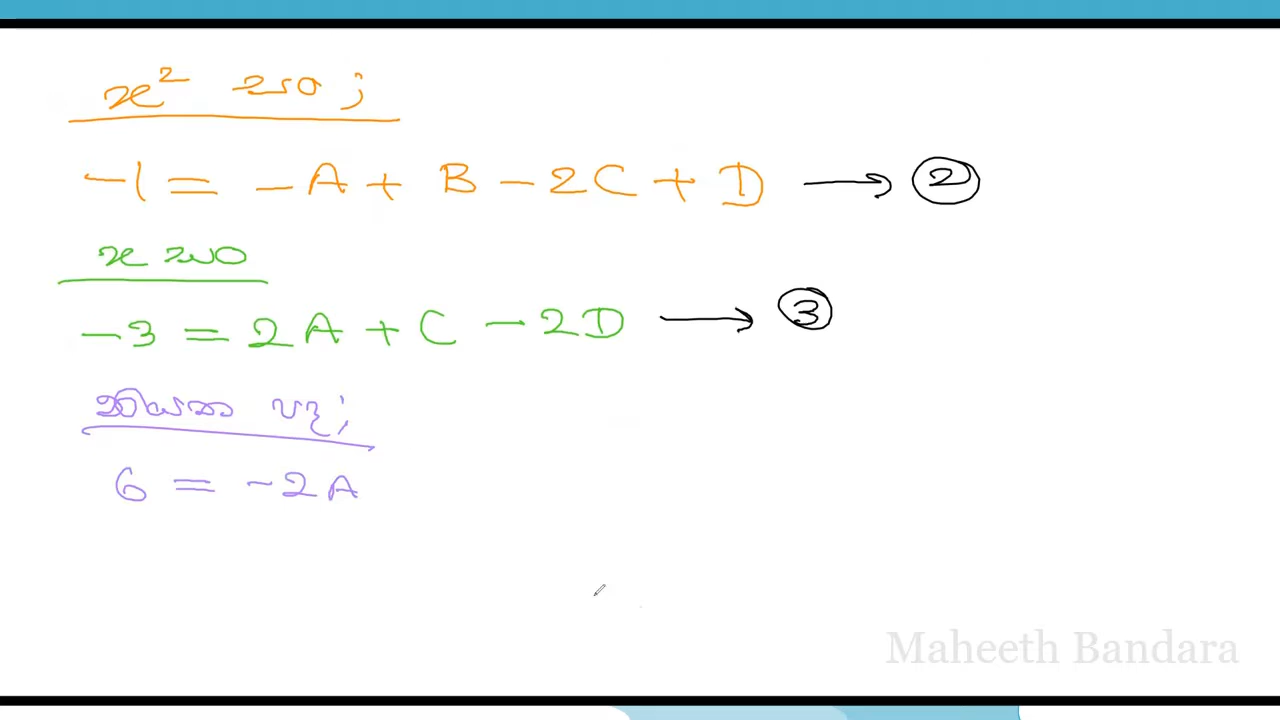 x² න්ග ;
-1 = -A + B - 2C + D → ②
x න්ග
-3 = 2A + C - 2D → ③
නියත පද ;
6 = -2A
Maheeth Bandara